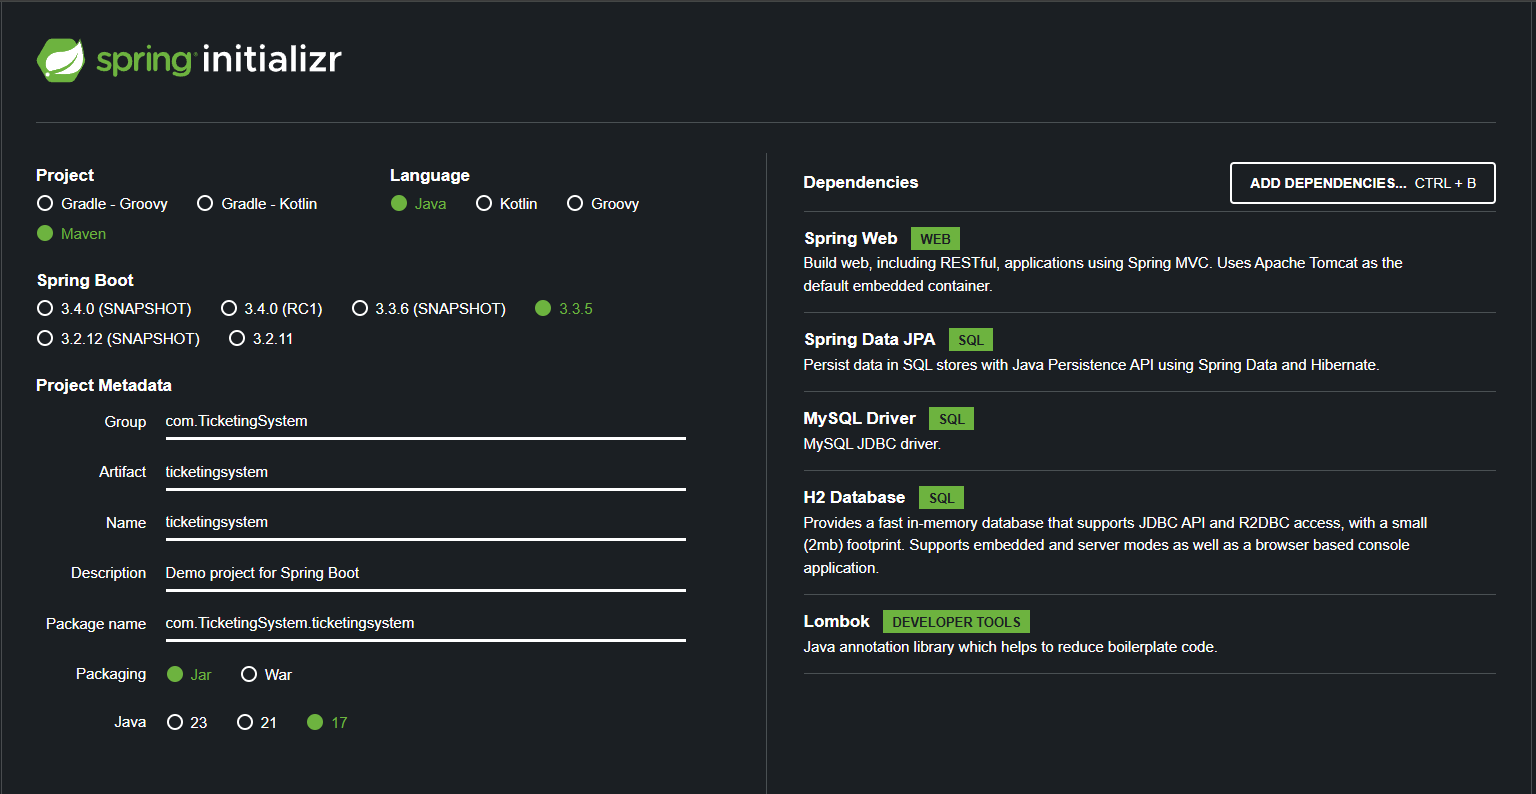 spring initializr
Project
Gradle - Groovy Gradle - Kotlin
Maven
Language
Java Kotlin Groovy
Spring Boot
3.4.0 (SNAPSHOT) 3.4.0 (RC1) 3.3.6 (SNAPSHOT) 3.3.5
3.2.12 (SNAPSHOT) 3.2.11
Project Metadata
Group com.TicketingSystem
Artifact ticketingsystem
Name ticketingsystem
Description Demo project for Spring Boot
Package name com.TicketingSystem.ticketingsystem
Packaging Jar War
Java 23 21 17
Dependencies
ADD DEPENDENCIES... CTRL + B
Spring Web WEB
Build web, including RESTful, applications using Spring MVC. Uses Apache Tomcat as the
default embedded container.
Spring Data JPA SQL
Persist data in SQL stores with Java Persistence API using Spring Data and Hibernate.
MySQL Driver SQL
MySQL JDBC driver.
H2 Database SQL
Provides a fast in-memory database that supports JDBC API and R2DBC access, with a small
(2mb) footprint. Supports embedded and server modes as well as a browser based console
application.
Lombok DEVELOPER TOOLS
Java annotation library which helps to reduce boilerplate code.